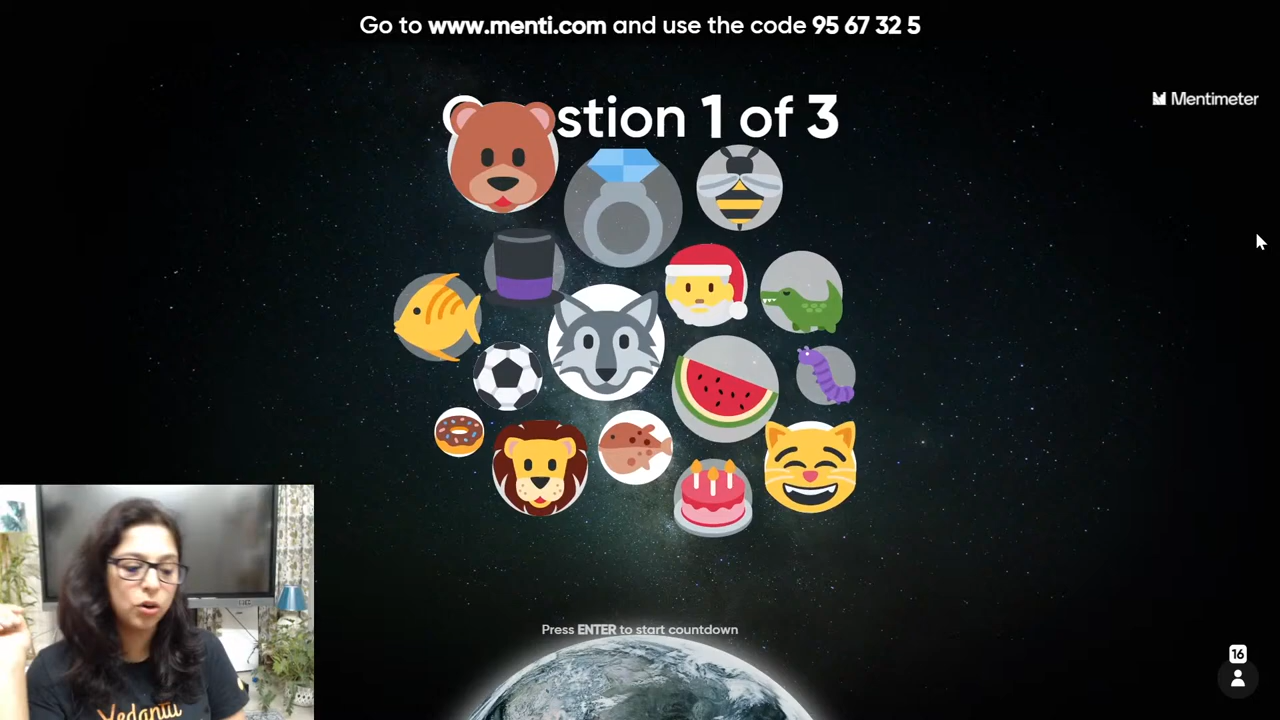 Go to www.menti.com and use the code 95 67 32 5
Mentimeter
stion 1 of 3
Press ENTER to start countdown
16
Vedantu